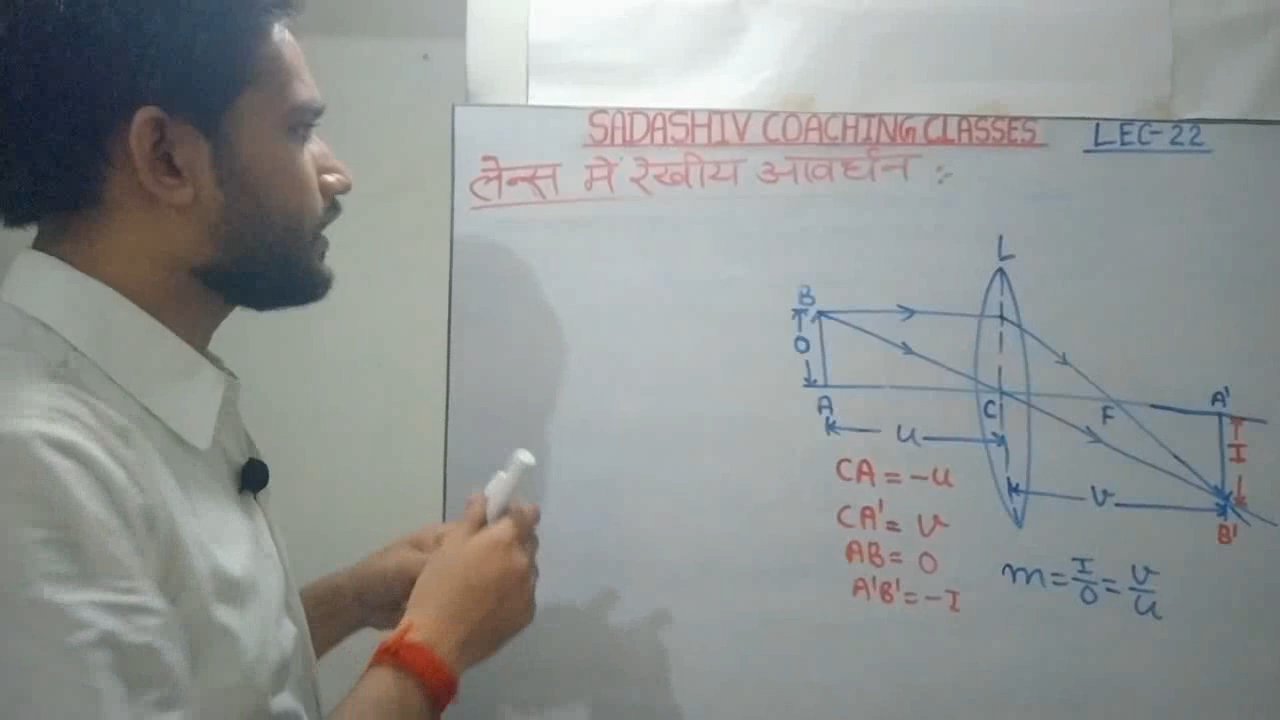 SADASHIV COACHING CLASSES LEC-22
लेन्स में रेखीय आवर्धन :-
L
B
O
A
C
F
A'
I
u
v
B'
CA = -u
CA' = v
AB = O
A'B' = -I
m = I/O = v/u